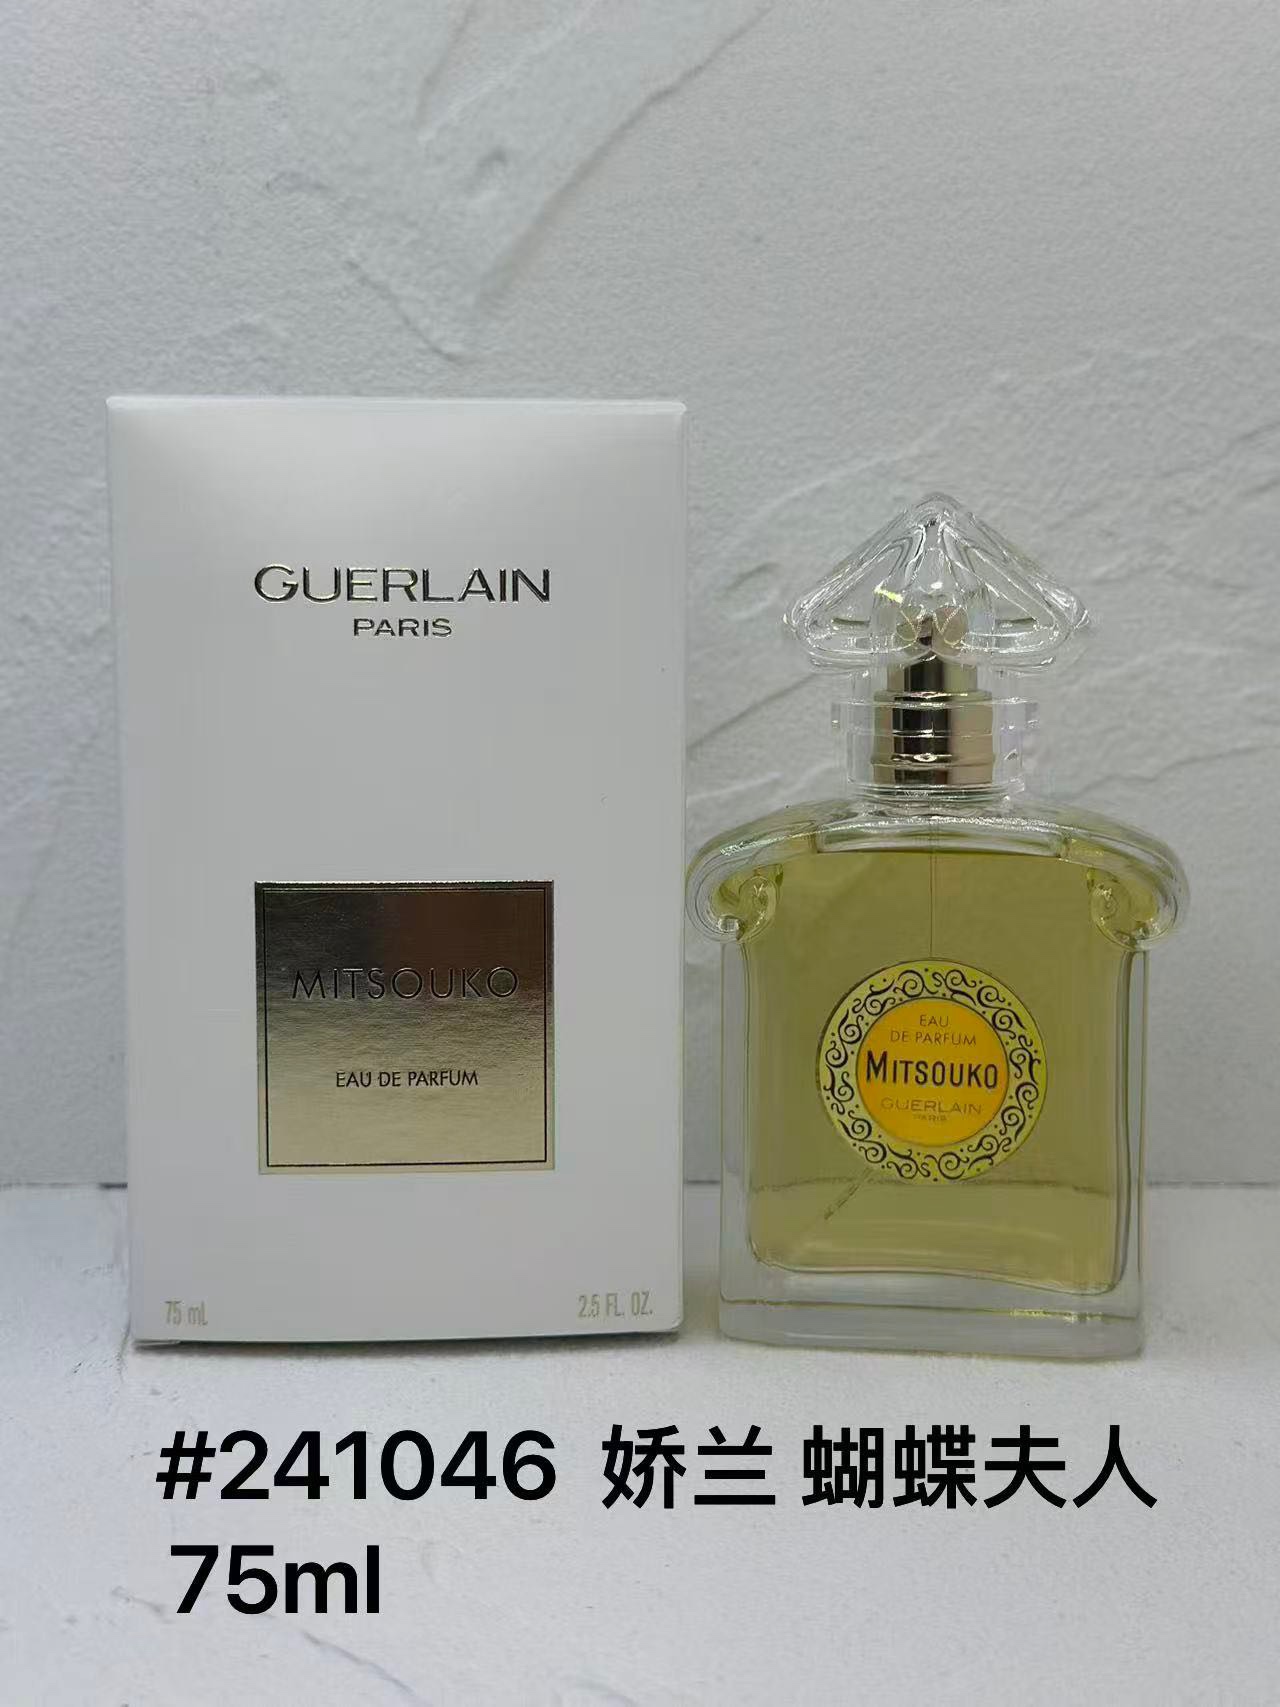 GUERLAIN
PARIS
MITSOUKO
EAU DE PARFUM
75 mL
2.5 FL. OZ.
EAU
DE PARFUM
MITSOUKO
GUERLAIN
PARIS
#241046 娇兰 蝴蝶夫人
75ml